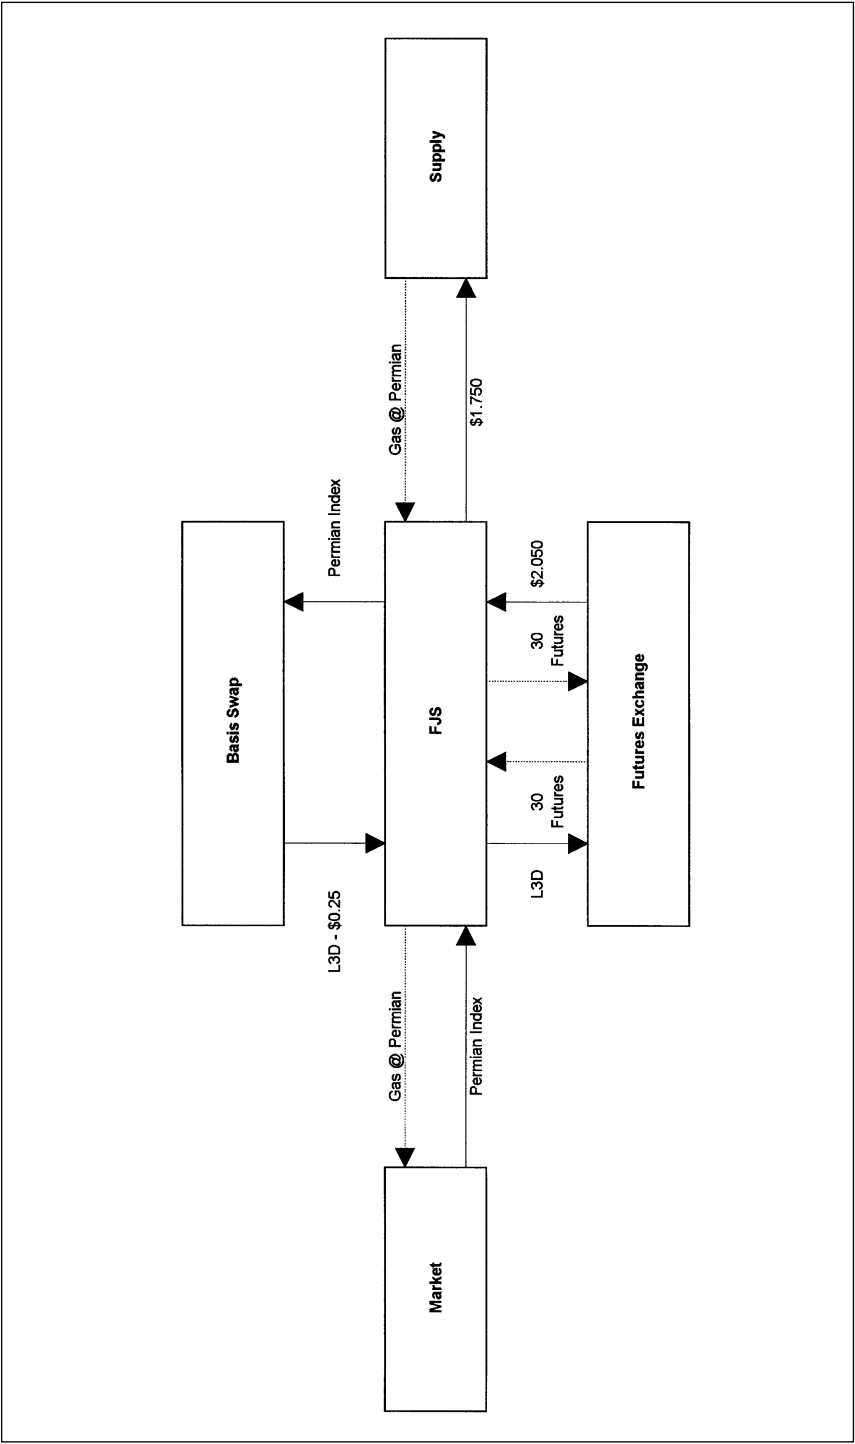 Basis Swap
L3D - $0.25
Permian Index
Gas @ Permian
Gas @ Permian
Market
FJS
Supply
Permian Index
$1.750
L3D
30
Futures
30
Futures
$2.050
Futures Exchange